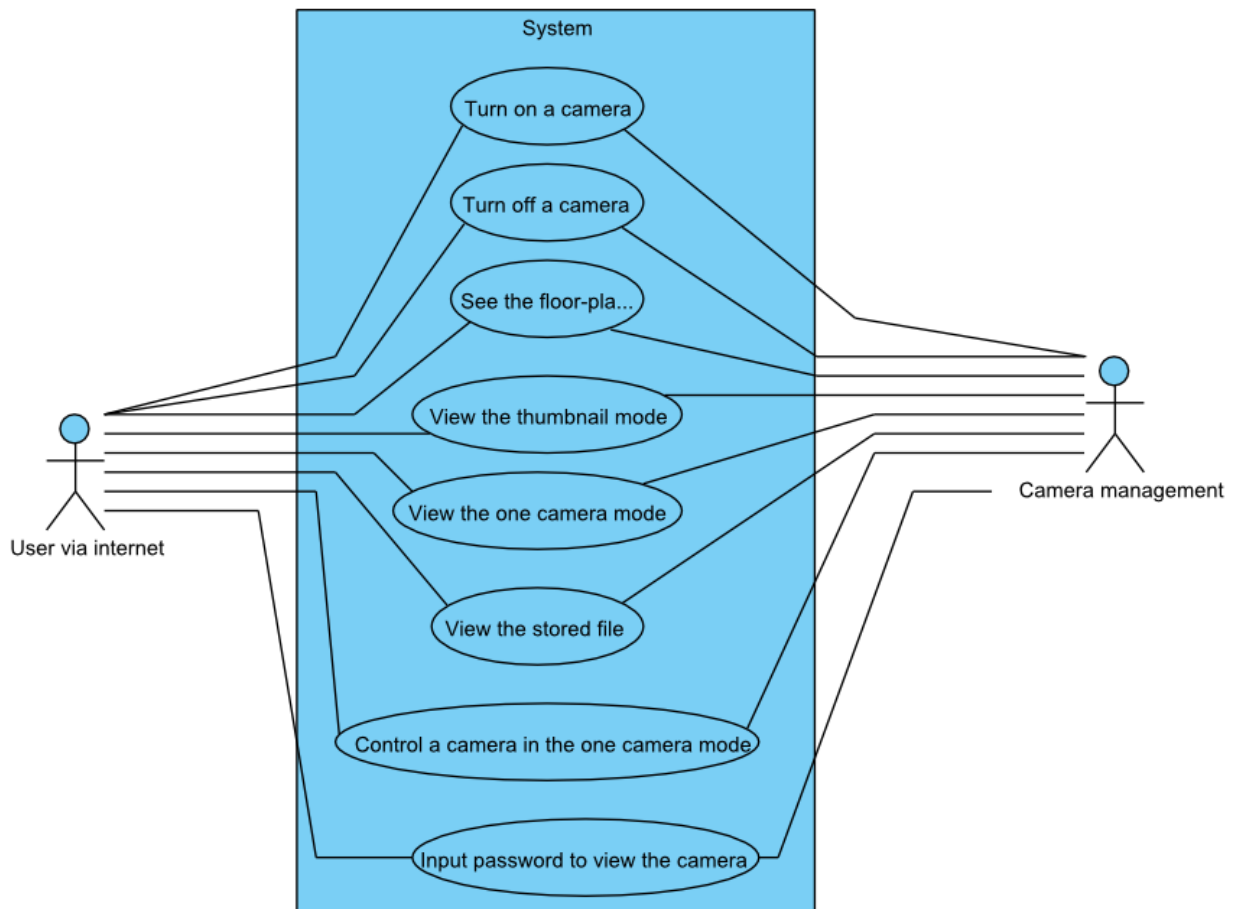 System
Turn on a camera
Turn off a camera
See the floor-pla...
View the thumbnail mode
View the one camera mode
Camera management
User via internet
View the stored file
Control a camera in the one camera mode
Input password to view the camera